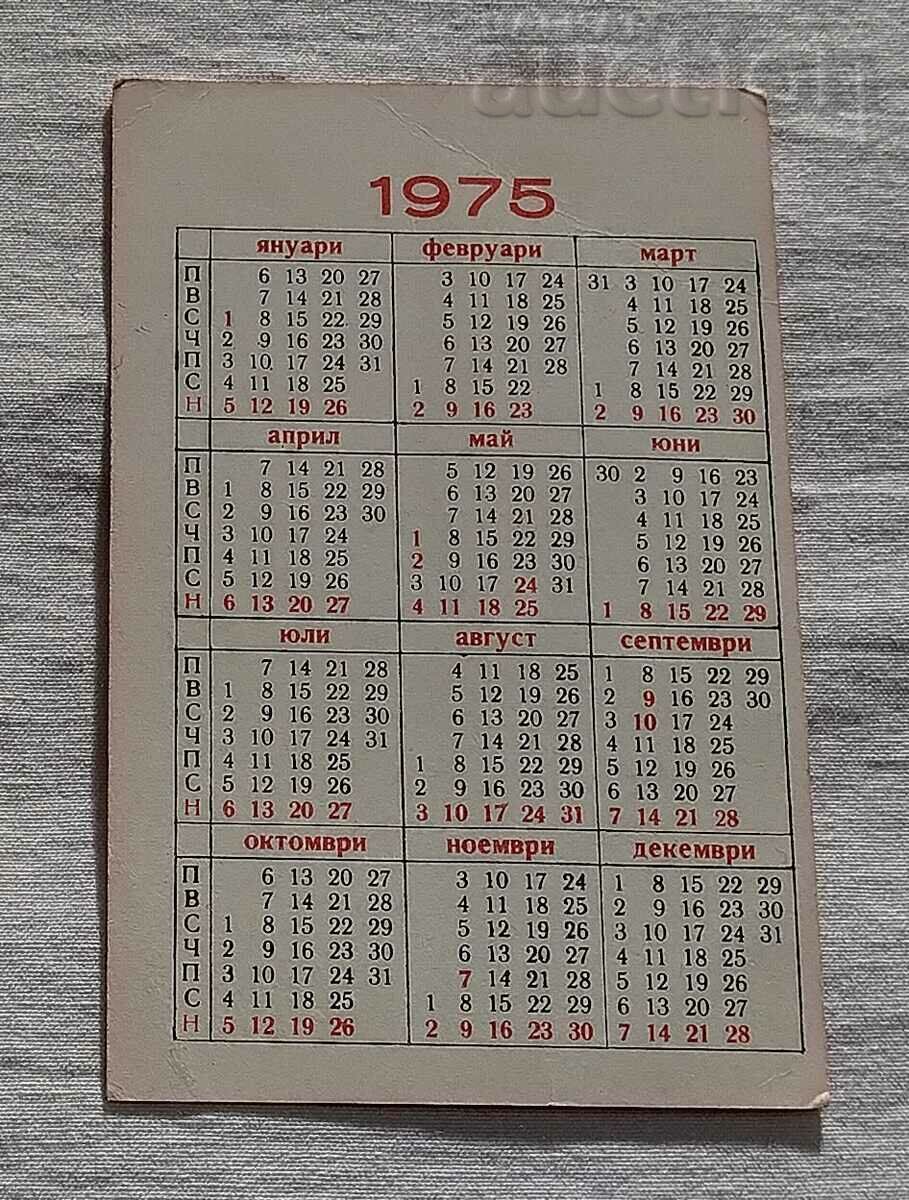 auction
1975
януари февруари март
П 6 13 20 27 3 10 17 24 31 3 10 17 24
В 7 14 21 28 4 11 18 25 4 11 18 25
С 1 8 15 22 29 5 12 19 26 5 12 19 26
Ч 2 9 16 23 30 6 13 20 27 6 13 20 27
П 3 10 17 24 31 7 14 21 28 7 14 21 28
С 4 11 18 25 1 8 15 22 1 8 15 22 29
Н 5 12 19 26 2 9 16 23 2 9 16 23 30
април май юни
П 7 14 21 28 5 12 19 26 30 2 9 16 23
В 1 8 15 22 29 6 13 20 27 3 10 17 24
С 2 9 16 23 30 7 14 21 28 4 11 18 25
Ч 3 10 17 24 1 8 15 22 29 5 12 19 26
П 4 11 18 25 2 9 16 23 30 6 13 20 27
С 5 12 19 26 3 10 17 24 31 7 14 21 28
Н 6 13 20 27 4 11 18 25 1 8 15 22 29
юли август септември
П 7 14 21 28 4 11 18 25 1 8 15 22 29
В 1 8 15 22 29 5 12 19 26 2 9 16 23 30
С 2 9 16 23 30 6 13 20 27 3 10 17 24
Ч 3 10 17 24 31 7 14 21 28 4 11 18 25
П 4 11 18 25 1 8 15 22 29 5 12 19 26
С 5 12 19 26 2 9 16 23 30 6 13 20 27
Н 6 13 20 27 3 10 17 24 31 7 14 21 28
октомври ноември декември
П 6 13 20 27 3 10 17 24 1 8 15 22 29
В 7 14 21 28 4 11 18 25 2 9 16 23 30
С 1 8 15 22 29 5 12 19 26 3 10 17 24 31
Ч 2 9 16 23 30 6 13 20 27 4 11 18 25
П 3 10 17 24 31 7 14 21 28 5 12 19 26
С 4 11 18 25 1 8 15 22 29 6 13 20 27
Н 5 12 19 26 2 9 16 23 30 7 14 21 28